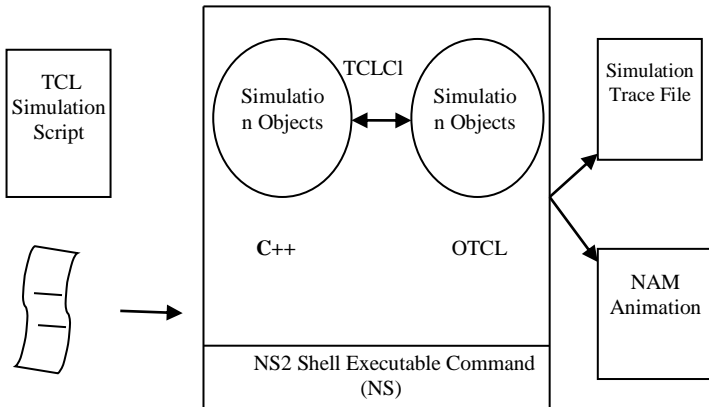 TCL
Simulation
Script
TCLCl
Simulatio
n Objects
Simulatio
n Objects
C++
OTCL
NS2 Shell Executable Command
(NS)
Simulation
Trace File
NAM
Animation